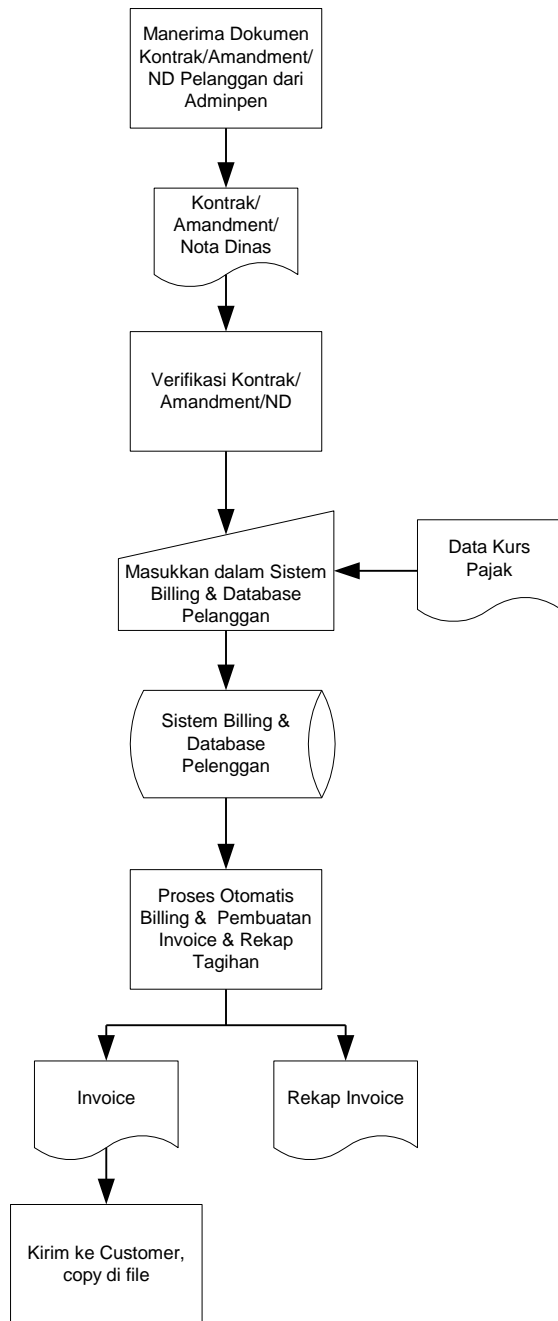 Manerima Dokumen
Kontrak/Amandment/
ND Pelanggan dari
Adminpen
Kontrak/
Amandment/
Nota Dinas
Verifikasi Kontrak/
Amandment/ND
Masukkan dalam Sistem
Billing & Database
Pelanggan
Data Kurs
Pajak
Sistem Billing &
Database
Pelenggan
Proses Otomatis
Billing & Pembuatan
Invoice & Rekap
Tagihan
Invoice
Rekap Invoice
Kirim ke Customer,
copy di file